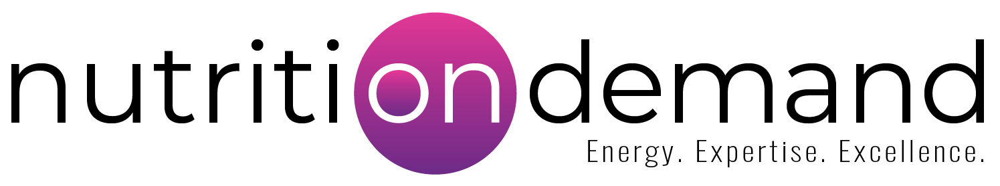 nutritiondemand
Energy. Expertise. Excellence.